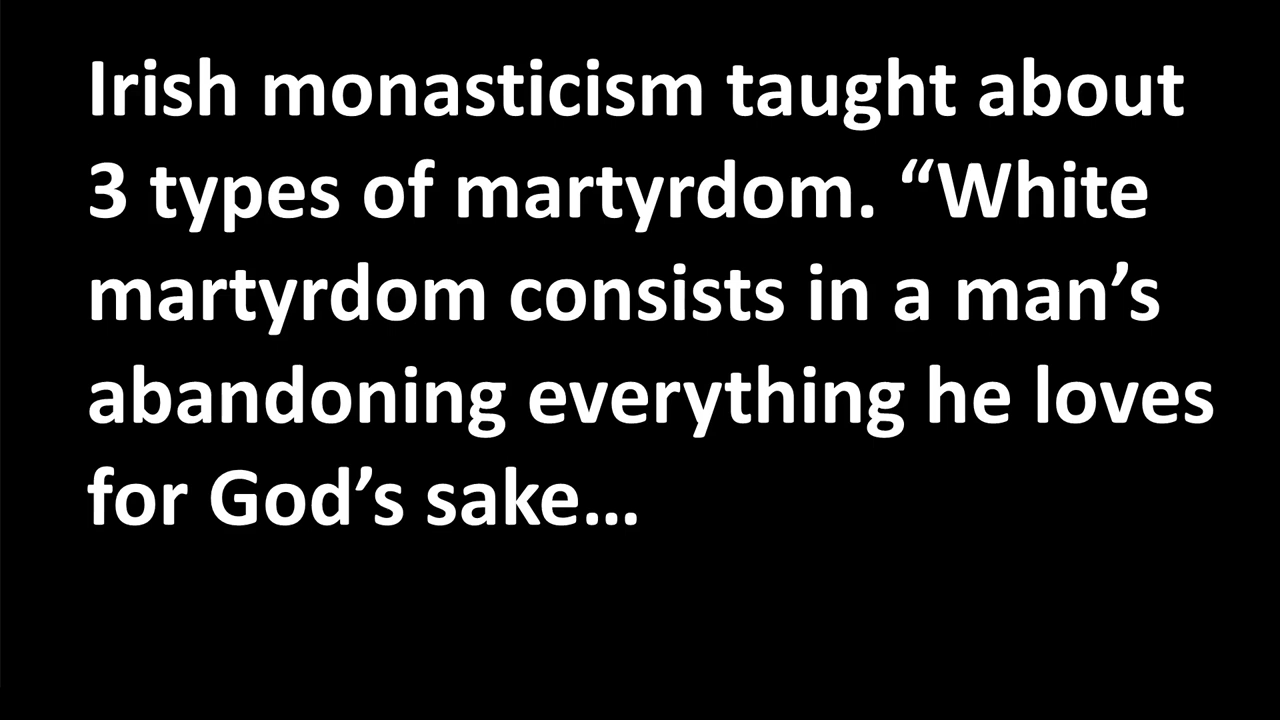 Irish monasticism taught about
3 types of martyrdom. “White
martyrdom consists in a man’s
abandoning everything he loves
for God’s sake…